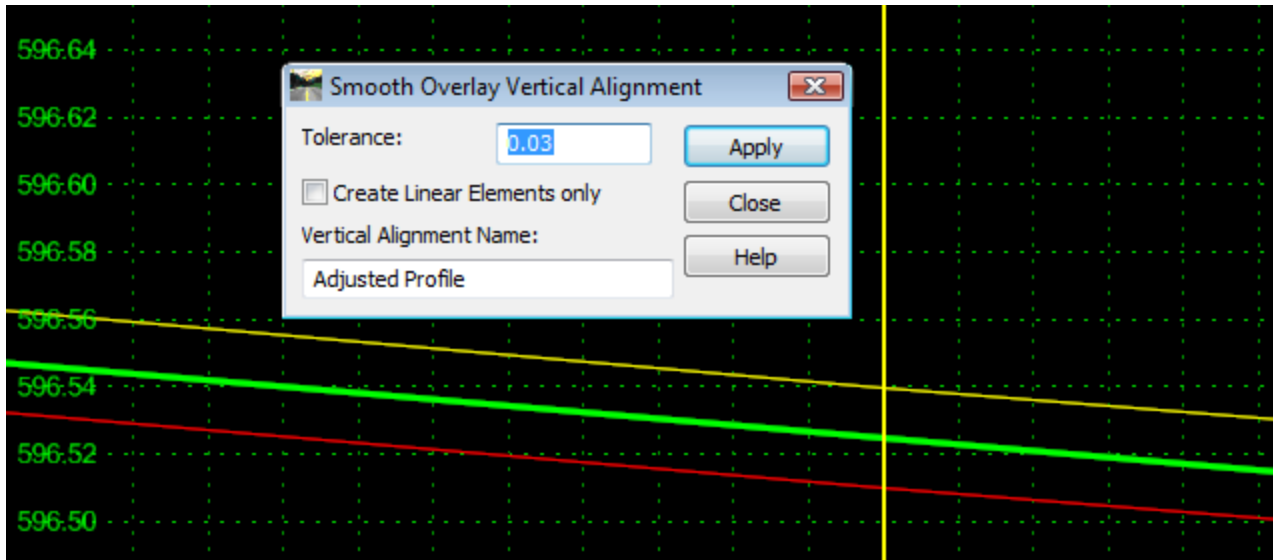 596.64
Smooth Overlay Vertical Alignment
596.62
Tolerance: 0.03 Apply
596.60
Create Linear Elements only Close
Vertical Alignment Name:
596.58
Help
Adjusted Profile
596.56
596.54
596.52
596.50